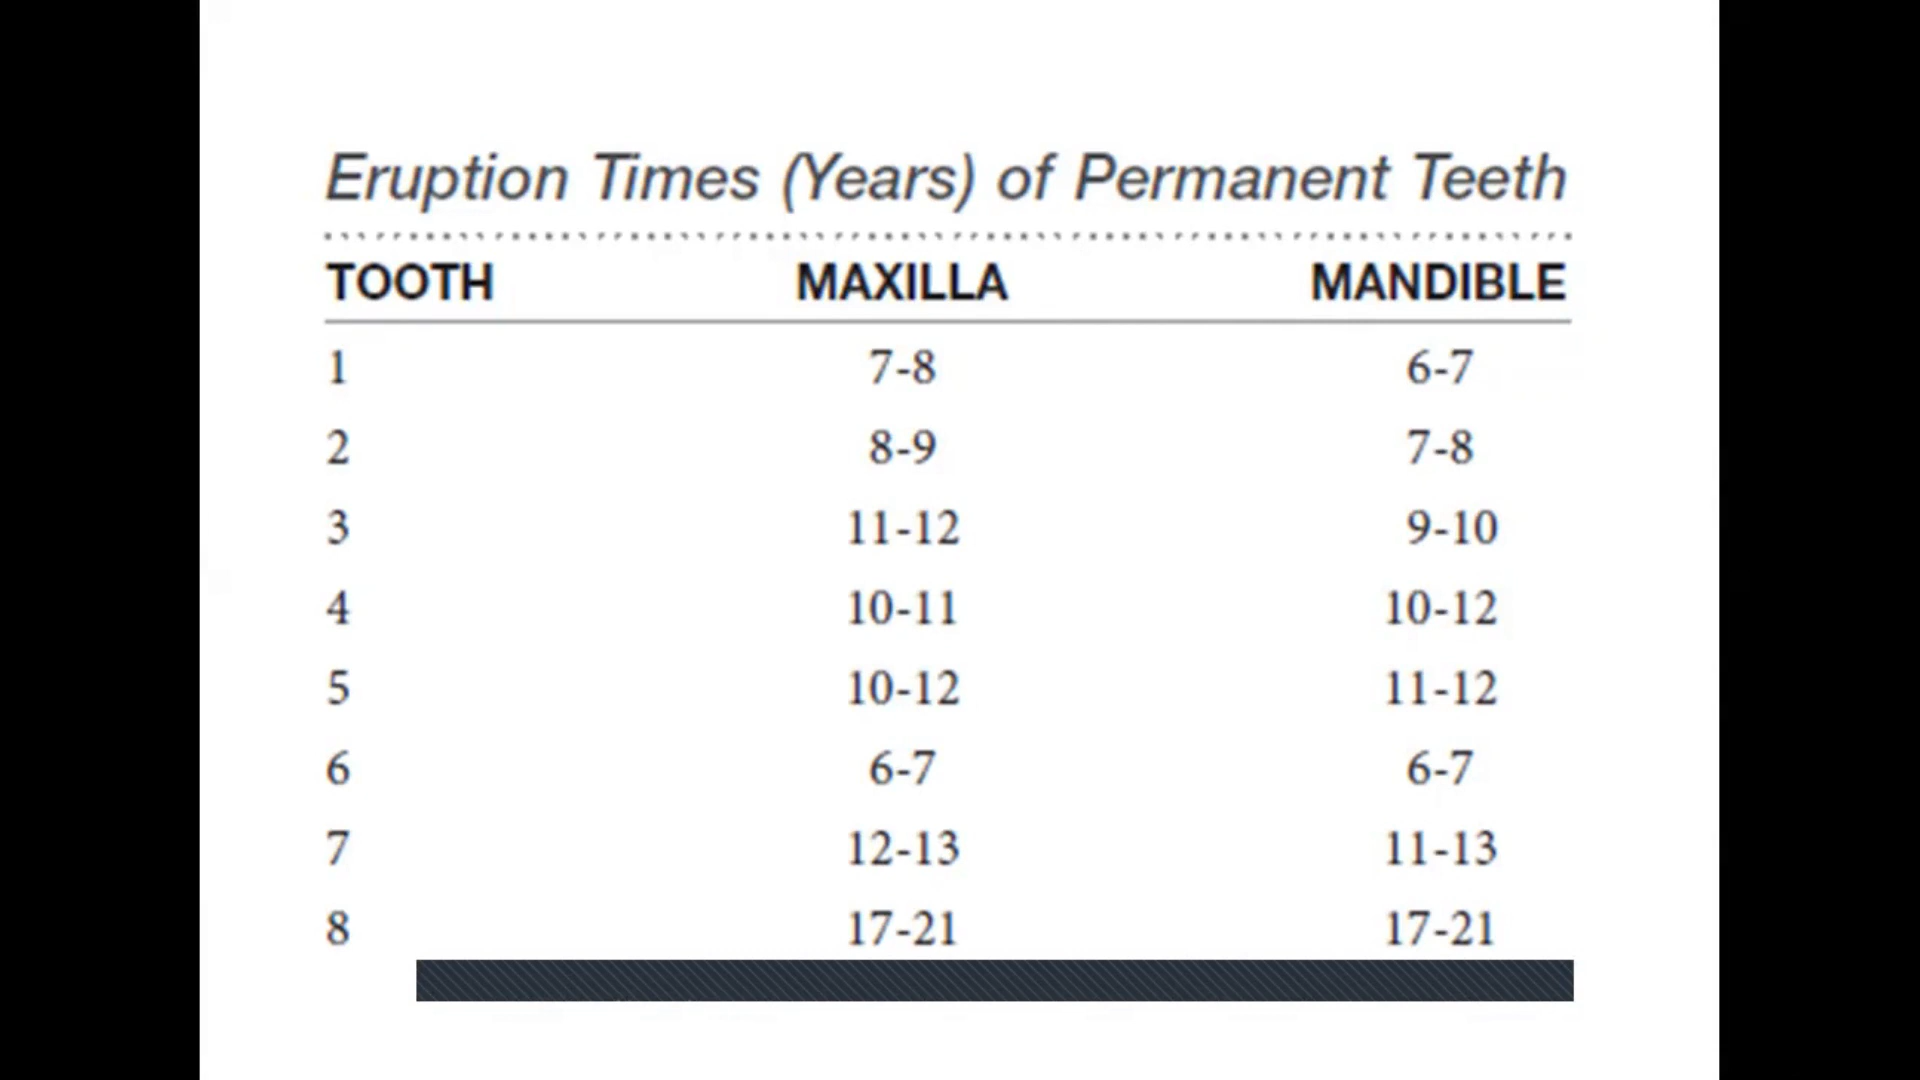 Eruption Times (Years) of Permanent Teeth
TOOTH MAXILLA MANDIBLE
1 7-8 6-7
2 8-9 7-8
3 11-12 9-10
4 10-11 10-12
5 10-12 11-12
6 6-7 6-7
7 12-13 11-13
8 17-21 17-21